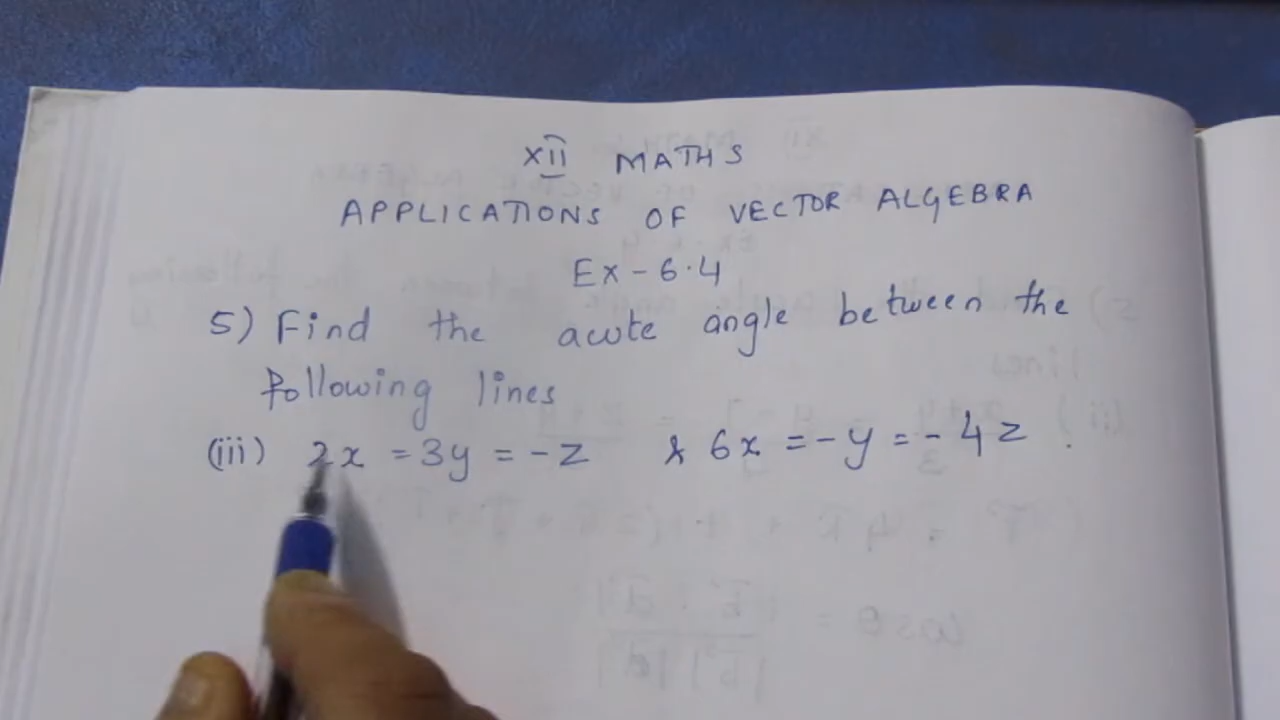 XII MATHS
APPLICATIONS OF VECTOR ALGEBRA
Ex - 6.4
5) Find the acute angle between the
following lines
(iii) 2x = 3y = -z & 6x = -y = -4z .